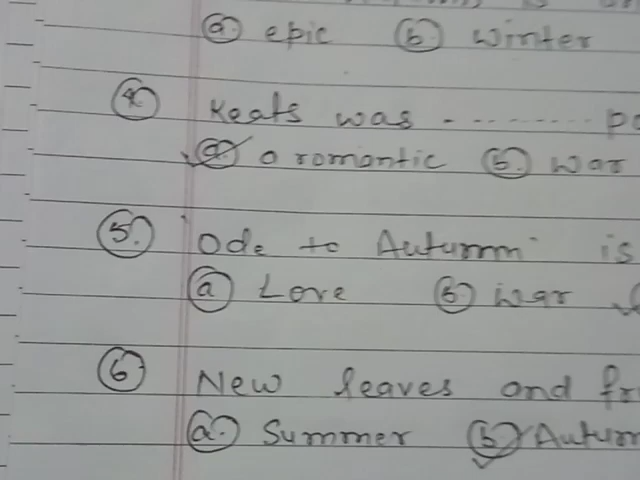 (a) epic (b) winter
(4) Keats was --------- po
(a) a romantic (b) war
(5) Ode to Autumn is
(a) Love (b) war
(6) New leaves and fr
(a) Summer (b) Autum